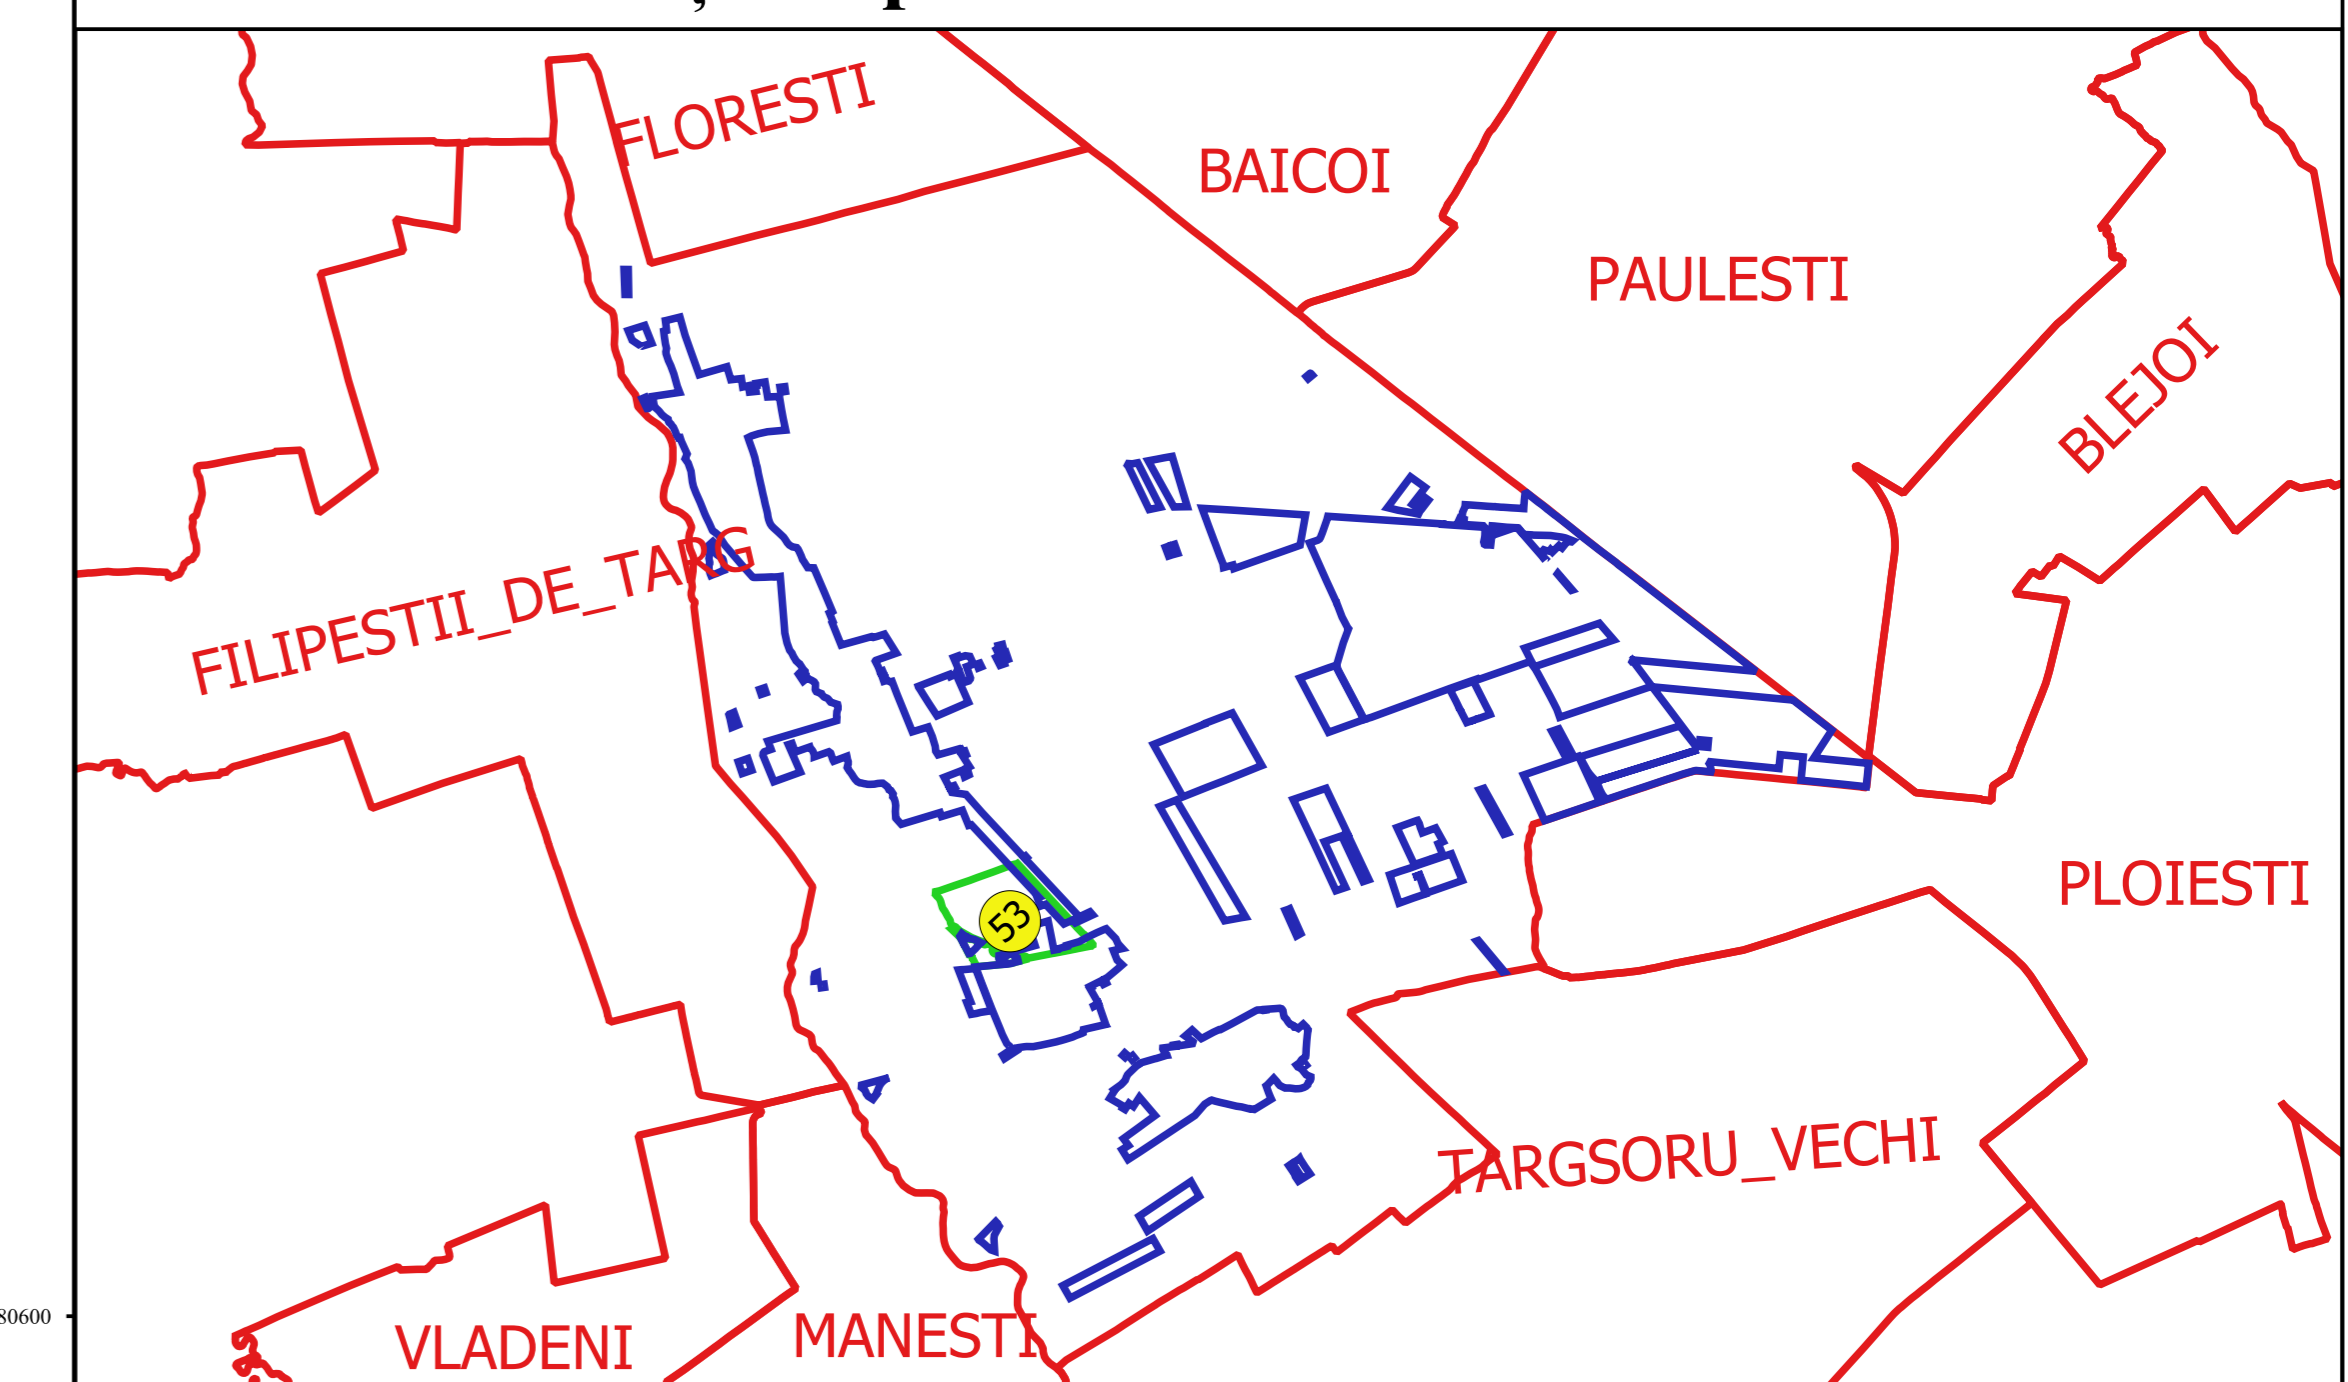 FLORESTI
BAICOI
PAULESTI
BLEJOI
FILIPESTII_DE_TARG
53
PLOIESTI
TARGSORU_VECHI
80600
VLADENI
MANESTI